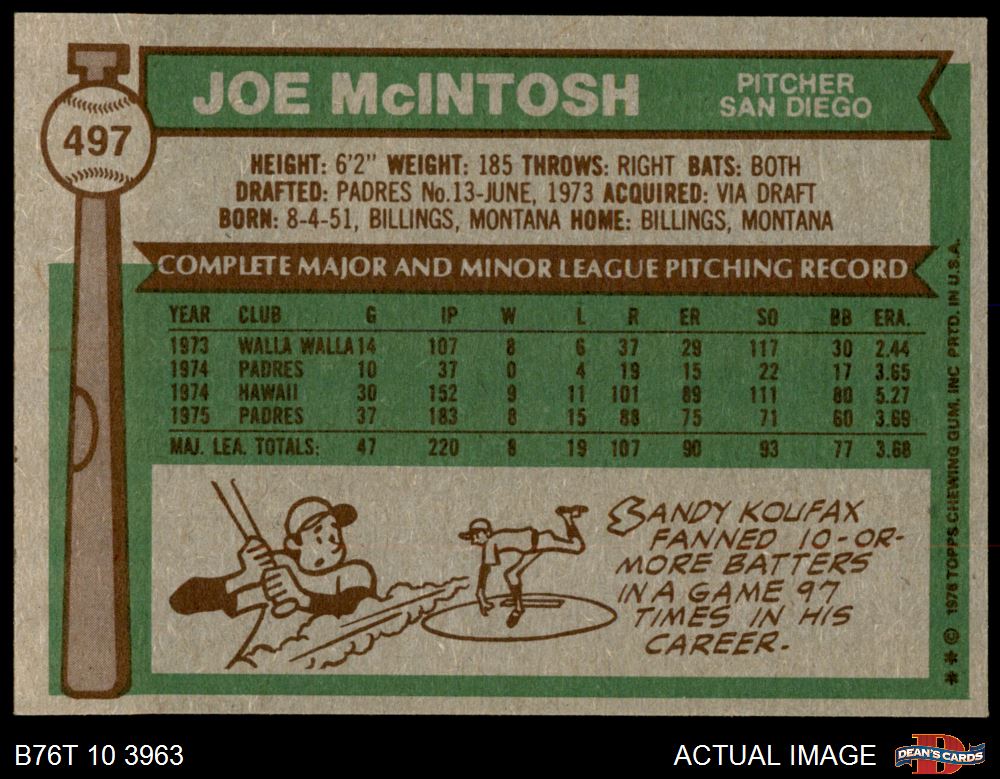 JOE McINTOSH
PITCHER
SAN DIEGO
497
HEIGHT: 6'2" WEIGHT: 185 THROWS: RIGHT BATS: BOTH
DRAFTED: PADRES No.13-JUNE, 1973 ACQUIRED: VIA DRAFT
BORN: 8-4-51, BILLINGS, MONTANA HOME: BILLINGS, MONTANA
COMPLETE MAJOR AND MINOR LEAGUE PITCHING RECORD
YEAR CLUB G IP W L R ER SO BB ERA.
1973 WALLA WALLA 14 107 8 6 37 29 117 30 2.44
1974 PADRES 10 37 0 4 19 15 22 17 3.65
1974 HAWAII 30 152 9 11 101 89 111 80 5.27
1975 PADRES 37 183 8 15 88 75 71 60 3.69
MAJ. LEA. TOTALS: 47 220 8 19 107 90 93 77 3.68
SANDY KOUFAX
FANNED 10-OR-
MORE BATTERS
IN A GAME 97
TIMES IN HIS
CAREER.
** © 1976 TOPPS CHEWING GUM, INC PRTD. IN U.S.A.
B76T 10 3963
ACTUAL IMAGE
D
DEAN'S CARDS